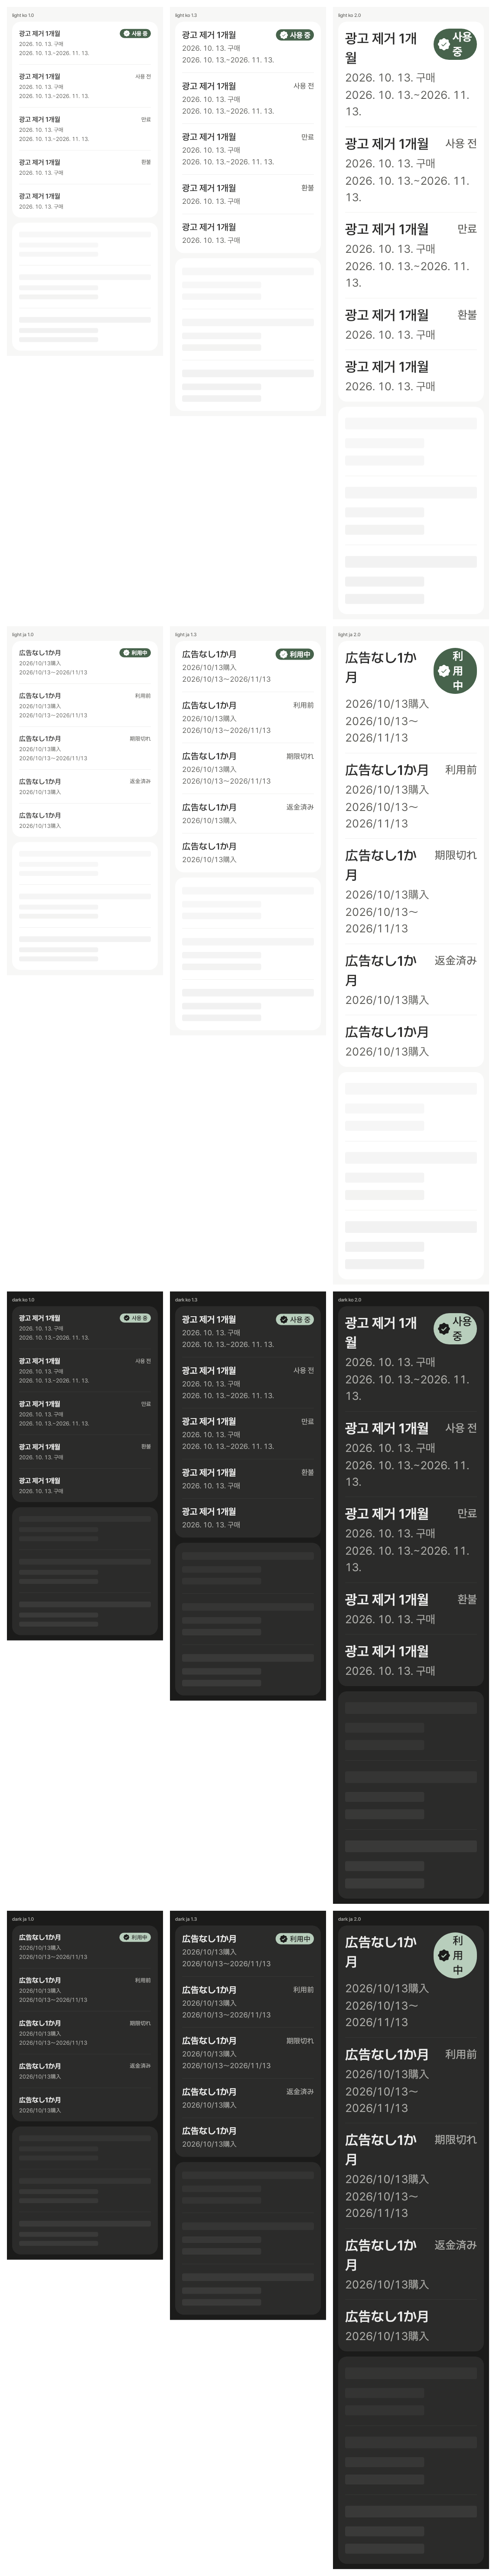 light ko 1.0
광고 제거 1개월
사용 중
2026. 10. 13. 구매
2026. 10. 13.~2026. 11. 13.
광고 제거 1개월
사용 전
2026. 10. 13. 구매
2026. 10. 13.~2026. 11. 13.
광고 제거 1개월
만료
2026. 10. 13. 구매
2026. 10. 13.~2026. 11. 13.
광고 제거 1개월
환불
2026. 10. 13. 구매
광고 제거 1개월
2026. 10. 13. 구매
light ko 1.3
광고 제거 1개월
사용 중
2026. 10. 13. 구매
2026. 10. 13.~2026. 11. 13.
광고 제거 1개월
사용 전
2026. 10. 13. 구매
2026. 10. 13.~2026. 11. 13.
광고 제거 1개월
만료
2026. 10. 13. 구매
2026. 10. 13.~2026. 11. 13.
광고 제거 1개월
환불
2026. 10. 13. 구매
광고 제거 1개월
2026. 10. 13. 구매
light ko 2.0
광고 제거 1개
월
사용
중
2026. 10. 13. 구매
2026. 10. 13.~2026. 11.
13.
광고 제거 1개월
사용 전
2026. 10. 13. 구매
2026. 10. 13.~2026. 11.
13.
광고 제거 1개월
만료
2026. 10. 13. 구매
2026. 10. 13.~2026. 11.
13.
광고 제거 1개월
환불
2026. 10. 13. 구매
광고 제거 1개월
2026. 10. 13. 구매
light ja 1.0
広告なし1か月
利用中
2026/10/13購入
2026/10/13〜2026/11/13
広告なし1か月
利用前
2026/10/13購入
2026/10/13〜2026/11/13
広告なし1か月
期限切れ
2026/10/13購入
2026/10/13〜2026/11/13
広告なし1か月
返金済み
2026/10/13購入
広告なし1か月
2026/10/13購入
light ja 1.3
広告なし1か月
利用中
2026/10/13購入
2026/10/13〜2026/11/13
広告なし1か月
利用前
2026/10/13購入
2026/10/13〜2026/11/13
広告なし1か月
期限切れ
2026/10/13購入
2026/10/13〜2026/11/13
広告なし1か月
返金済み
2026/10/13購入
広告なし1か月
2026/10/13購入
light ja 2.0
広告なし1か
月
利
用
中
2026/10/13購入
2026/10/13〜
2026/11/13
広告なし1か月
利用前
2026/10/13購入
2026/10/13〜
2026/11/13
広告なし1か
月
期限切れ
2026/10/13購入
2026/10/13〜
2026/11/13
広告なし1か
月
返金済み
2026/10/13購入
広告なし1か月
2026/10/13購入
dark ko 1.0
광고 제거 1개월
사용 중
2026. 10. 13. 구매
2026. 10. 13.~2026. 11. 13.
광고 제거 1개월
사용 전
2026. 10. 13. 구매
2026. 10. 13.~2026. 11. 13.
광고 제거 1개월
만료
2026. 10. 13. 구매
2026. 10. 13.~2026. 11. 13.
광고 제거 1개월
환불
2026. 10. 13. 구매
광고 제거 1개월
2026. 10. 13. 구매
dark ko 1.3
광고 제거 1개월
사용 중
2026. 10. 13. 구매
2026. 10. 13.~2026. 11. 13.
광고 제거 1개월
사용 전
2026. 10. 13. 구매
2026. 10. 13.~2026. 11. 13.
광고 제거 1개월
만료
2026. 10. 13. 구매
2026. 10. 13.~2026. 11. 13.
광고 제거 1개월
환불
2026. 10. 13. 구매
광고 제거 1개월
2026. 10. 13. 구매
dark ko 2.0
광고 제거 1개
월
사용
중
2026. 10. 13. 구매
2026. 10. 13.~2026. 11.
13.
광고 제거 1개월
사용 전
2026. 10. 13. 구매
2026. 10. 13.~2026. 11.
13.
광고 제거 1개월
만료
2026. 10. 13. 구매
2026. 10. 13.~2026. 11.
13.
광고 제거 1개월
환불
2026. 10. 13. 구매
광고 제거 1개월
2026. 10. 13. 구매
dark ja 1.0
広告なし1か月
利用中
2026/10/13購入
2026/10/13〜2026/11/13
広告なし1か月
利用前
2026/10/13購入
2026/10/13〜2026/11/13
広告なし1か月
期限切れ
2026/10/13購入
2026/10/13〜2026/11/13
広告なし1か月
返金済み
2026/10/13購入
広告なし1か月
2026/10/13購入
dark ja 1.3
広告なし1か月
利用中
2026/10/13購入
2026/10/13〜2026/11/13
広告なし1か月
利用前
2026/10/13購入
2026/10/13〜2026/11/13
広告なし1か月
期限切れ
2026/10/13購入
2026/10/13〜2026/11/13
広告なし1か月
返金済み
2026/10/13購入
広告なし1か月
2026/10/13購入
dark ja 2.0
広告なし1か
月
利
用
中
2026/10/13購入
2026/10/13〜
2026/11/13
広告なし1か月
利用前
2026/10/13購入
2026/10/13〜
2026/11/13
広告なし1か
月
期限切れ
2026/10/13購入
2026/10/13〜
2026/11/13
広告なし1か
月
返金済み
2026/10/13購入
広告なし1か月
2026/10/13購入